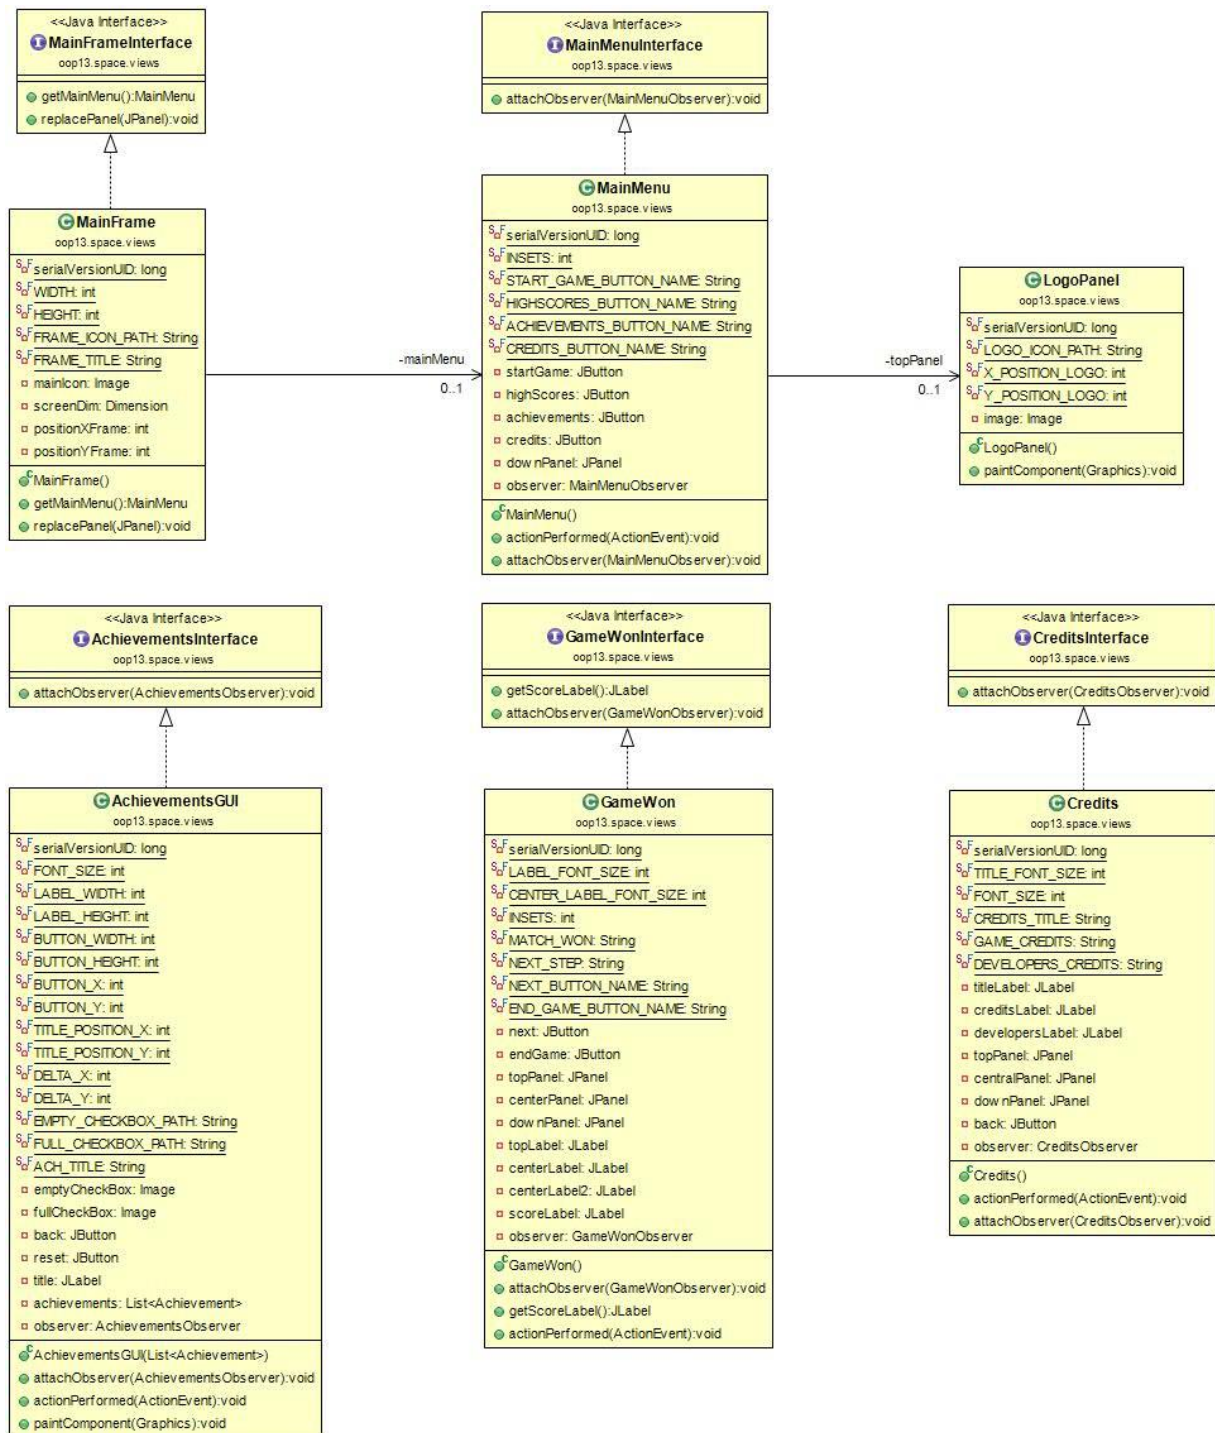 <<Java Interface>>
MainFrameInterface
oop13.space.views
getMainMenu():MainMenu
replacePanel(JPanel):void
<<Java Interface>>
MainMenuInterface
oop13.space.views
attachObserver(MainMenuObserver):void
MainFrame
oop13.space.views
serialVersionUID: long
WIDTH: int
HEIGHT: int
FRAME_ICON_PATH: String
FRAME_TITLE: String
mainIcon: Image
screenDim: Dimension
positionXFrame: int
positionYFrame: int
MainFrame()
getMainMenu():MainMenu
replacePanel(JPanel):void
-mainMenu
0..1
MainMenu
oop13.space.views
serialVersionUID: long
INSETS: int
START_GAME_BUTTON_NAME: String
HIGHSCORES_BUTTON_NAME: String
ACHIEVEMENTS_BUTTON_NAME: String
CREDITS_BUTTON_NAME: String
startGame: JButton
highScores: JButton
achievements: JButton
credits: JButton
downPanel: JPanel
observer: MainMenuObserver
MainMenu()
actionPerformed(ActionEvent):void
attachObserver(MainMenuObserver):void
-topPanel
0..1
LogoPanel
oop13.space.views
serialVersionUID: long
LOGO_ICON_PATH: String
X_POSITION_LOGO: int
Y_POSITION_LOGO: int
image: Image
LogoPanel()
paintComponent(Graphics):void
<<Java Interface>>
AchievementsInterface
oop13.space.views
attachObserver(AchievementsObserver):void
<<Java Interface>>
GameWonInterface
oop13.space.views
getScoreLabel():JLabel
attachObserver(GameWonObserver):void
<<Java Interface>>
CreditsInterface
oop13.space.views
attachObserver(CreditsObserver):void
AchievementsGUI
oop13.space.views
serialVersionUID: long
FONT_SIZE: int
LABEL_WIDTH: int
LABEL_HEIGHT: int
BUTTON_WIDTH: int
BUTTON_HEIGHT: int
BUTTON_X: int
BUTTON_Y: int
TITLE_POSITION_X: int
TITLE_POSITION_Y: int
DELTA_X: int
DELTA_Y: int
EMPTY_CHECKBOX_PATH: String
FULL_CHECKBOX_PATH: String
ACH_TITLE: String
emptyCheckBox: Image
fullCheckBox: Image
back: JButton
reset: JButton
title: JLabel
achievements: List<Achievement>
observer: AchievementsObserver
AchievementsGUI(List<Achievement>)
attachObserver(AchievementsObserver):void
actionPerformed(ActionEvent):void
paintComponent(Graphics):void
GameWon
oop13.space.views
serialVersionUID: long
LABEL_FONT_SIZE: int
CENTER_LABEL_FONT_SIZE: int
INSETS: int
MATCH_WON: String
NEXT_STEP: String
NEXT_BUTTON_NAME: String
END_GAME_BUTTON_NAME: String
next: JButton
endGame: JButton
topPanel: JPanel
centerPanel: JPanel
downPanel: JPanel
topLabel: JLabel
centerLabel: JLabel
centerLabel2: JLabel
scoreLabel: JLabel
observer: GameWonObserver
GameWon()
attachObserver(GameWonObserver):void
getScoreLabel():JLabel
actionPerformed(ActionEvent):void
Credits
oop13.space.views
serialVersionUID: long
TITLE_FONT_SIZE: int
FONT_SIZE: int
CREDITS_TITLE: String
GAME_CREDITS: String
DEVELOPERS_CREDITS: String
titleLabel: JLabel
creditsLabel: JLabel
developersLabel: JLabel
topPanel: JPanel
centralPanel: JPanel
downPanel: JPanel
back: JButton
observer: CreditsObserver
Credits()
actionPerformed(ActionEvent):void
attachObserver(CreditsObserver):void